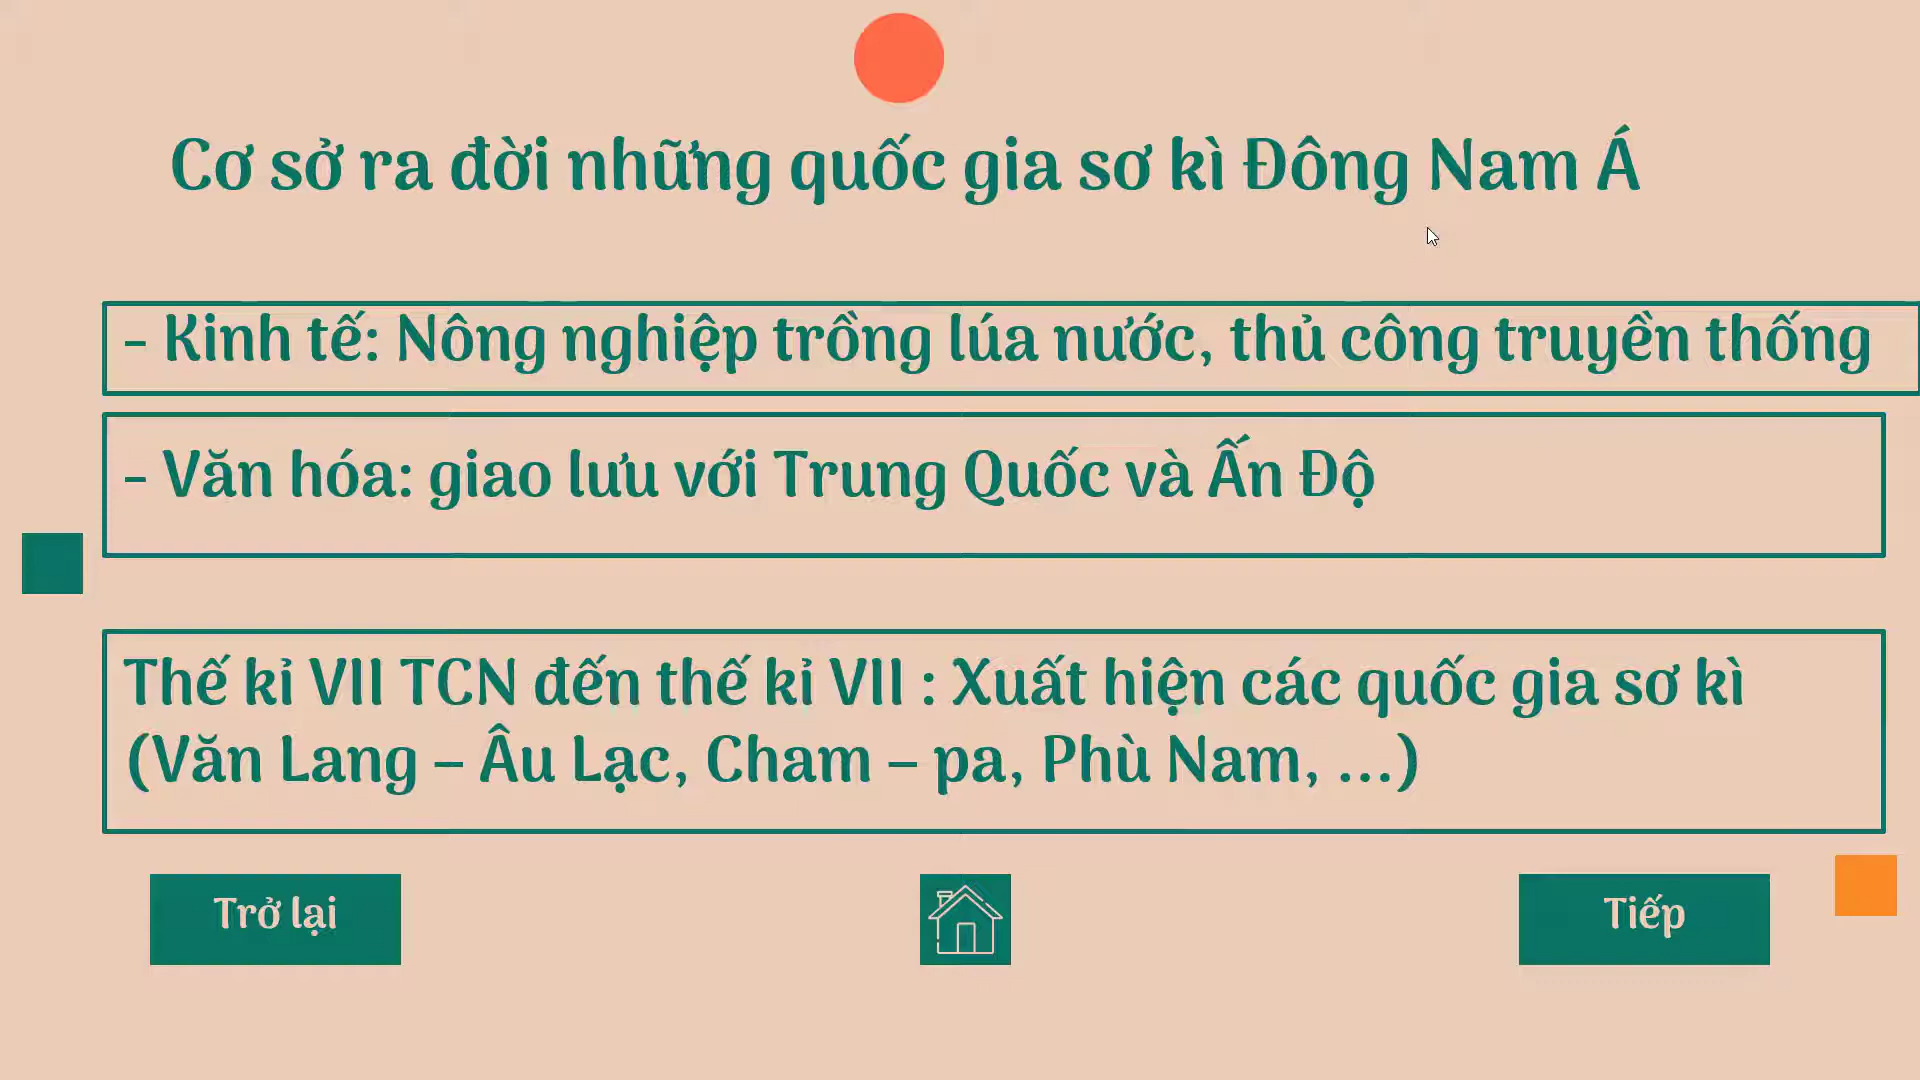 Cơ sở ra đời những quốc gia sơ kì Đông Nam Á
- Kinh tế: Nông nghiệp trồng lúa nước, thủ công truyền thống
- Văn hóa: giao lưu với Trung Quốc và Ấn Độ
Thế kỉ VII TCN đến thế kỉ VII : Xuất hiện các quốc gia sơ kì
(Văn Lang – Âu Lạc, Cham – pa, Phù Nam, ...)
Trở lại
Tiếp